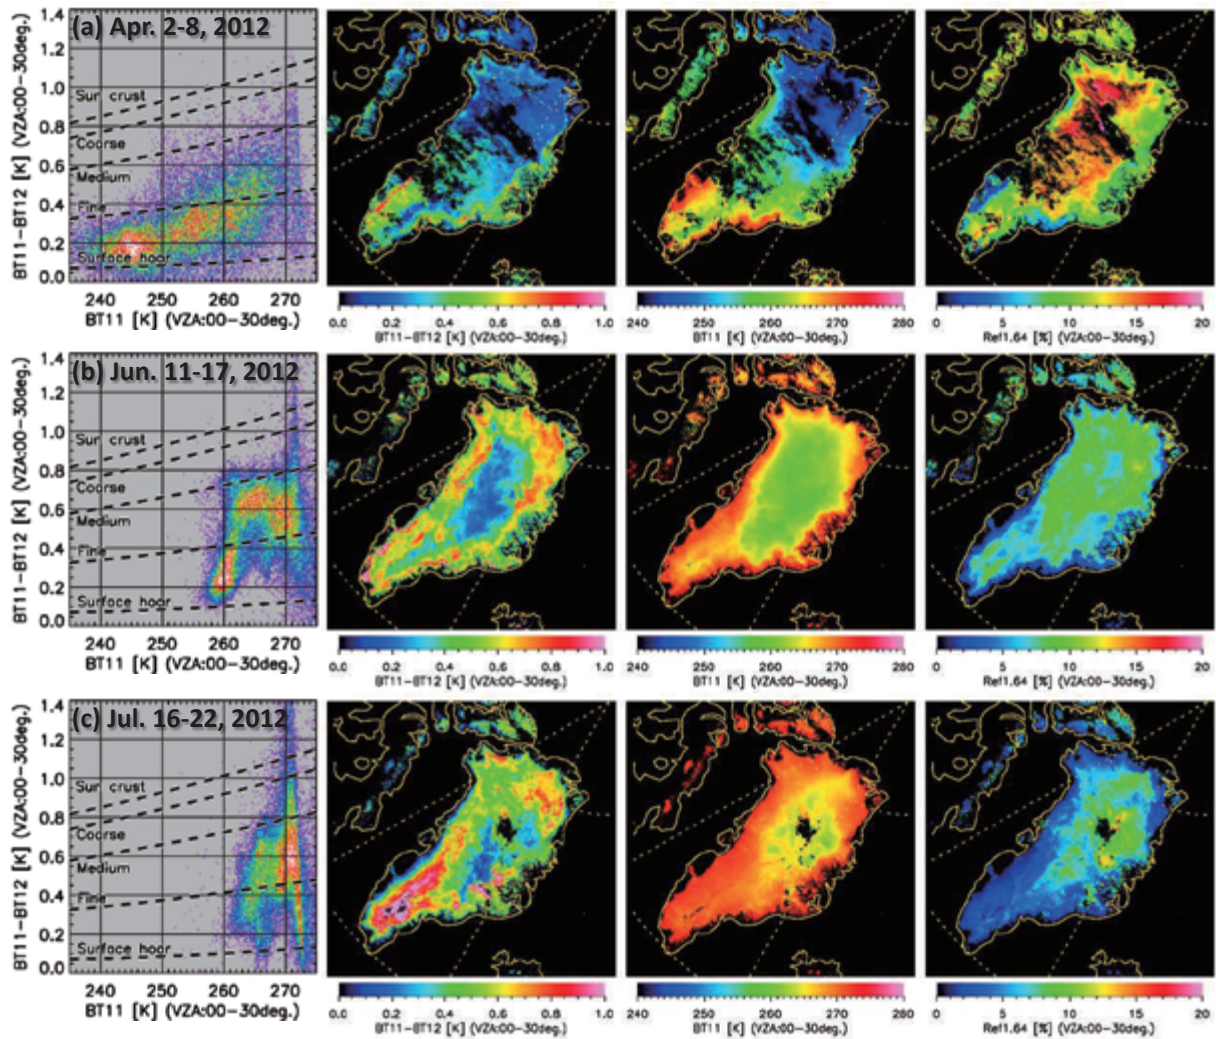 (a) Apr. 2-8, 2012
BT11-BT12 [K] (VZA:00-30deg.)
1.4
1.2
1.0
0.8
0.6
0.4
0.2
0.0
Sun crust
Coarse
Medium
Fine
Surface hoar
240 250 260 270
BT11 [K] (VZA:00-30deg.)
0.0 0.2 0.4 0.6 0.8 1.0
BT11-BT12 [K] (VZA:00-30deg.)
240 250 260 270 280
BT11 [K] (VZA:00-30deg.)
0 5 10 15 20
Ref1.64 [%] (VZA:00-30deg.)
(b) Jun. 11-17, 2012
BT11-BT12 [K] (VZA:00-30deg.)
1.4
1.2
1.0
0.8
0.6
0.4
0.2
0.0
Sun crust
Coarse
Medium
Fine
Surface hoar
240 250 260 270
BT11 [K] (VZA:00-30deg.)
0.0 0.2 0.4 0.6 0.8 1.0
BT11-BT12 [K] (VZA:00-30deg.)
240 250 260 270 280
BT11 [K] (VZA:00-30deg.)
0 5 10 15 20
Ref1.64 [%] (VZA:00-30deg.)
(c) Jul. 16-22, 2012
BT11-BT12 [K] (VZA:00-30deg.)
1.4
1.2
1.0
0.8
0.6
0.4
0.2
0.0
Sun crust
Coarse
Medium
Fine
Surface hoar
240 250 260 270
BT11 [K] (VZA:00-30deg.)
0.0 0.2 0.4 0.6 0.8 1.0
BT11-BT12 [K] (VZA:00-30deg.)
240 250 260 270 280
BT11 [K] (VZA:00-30deg.)
0 5 10 15 20
Ref1.64 [%] (VZA:00-30deg.)